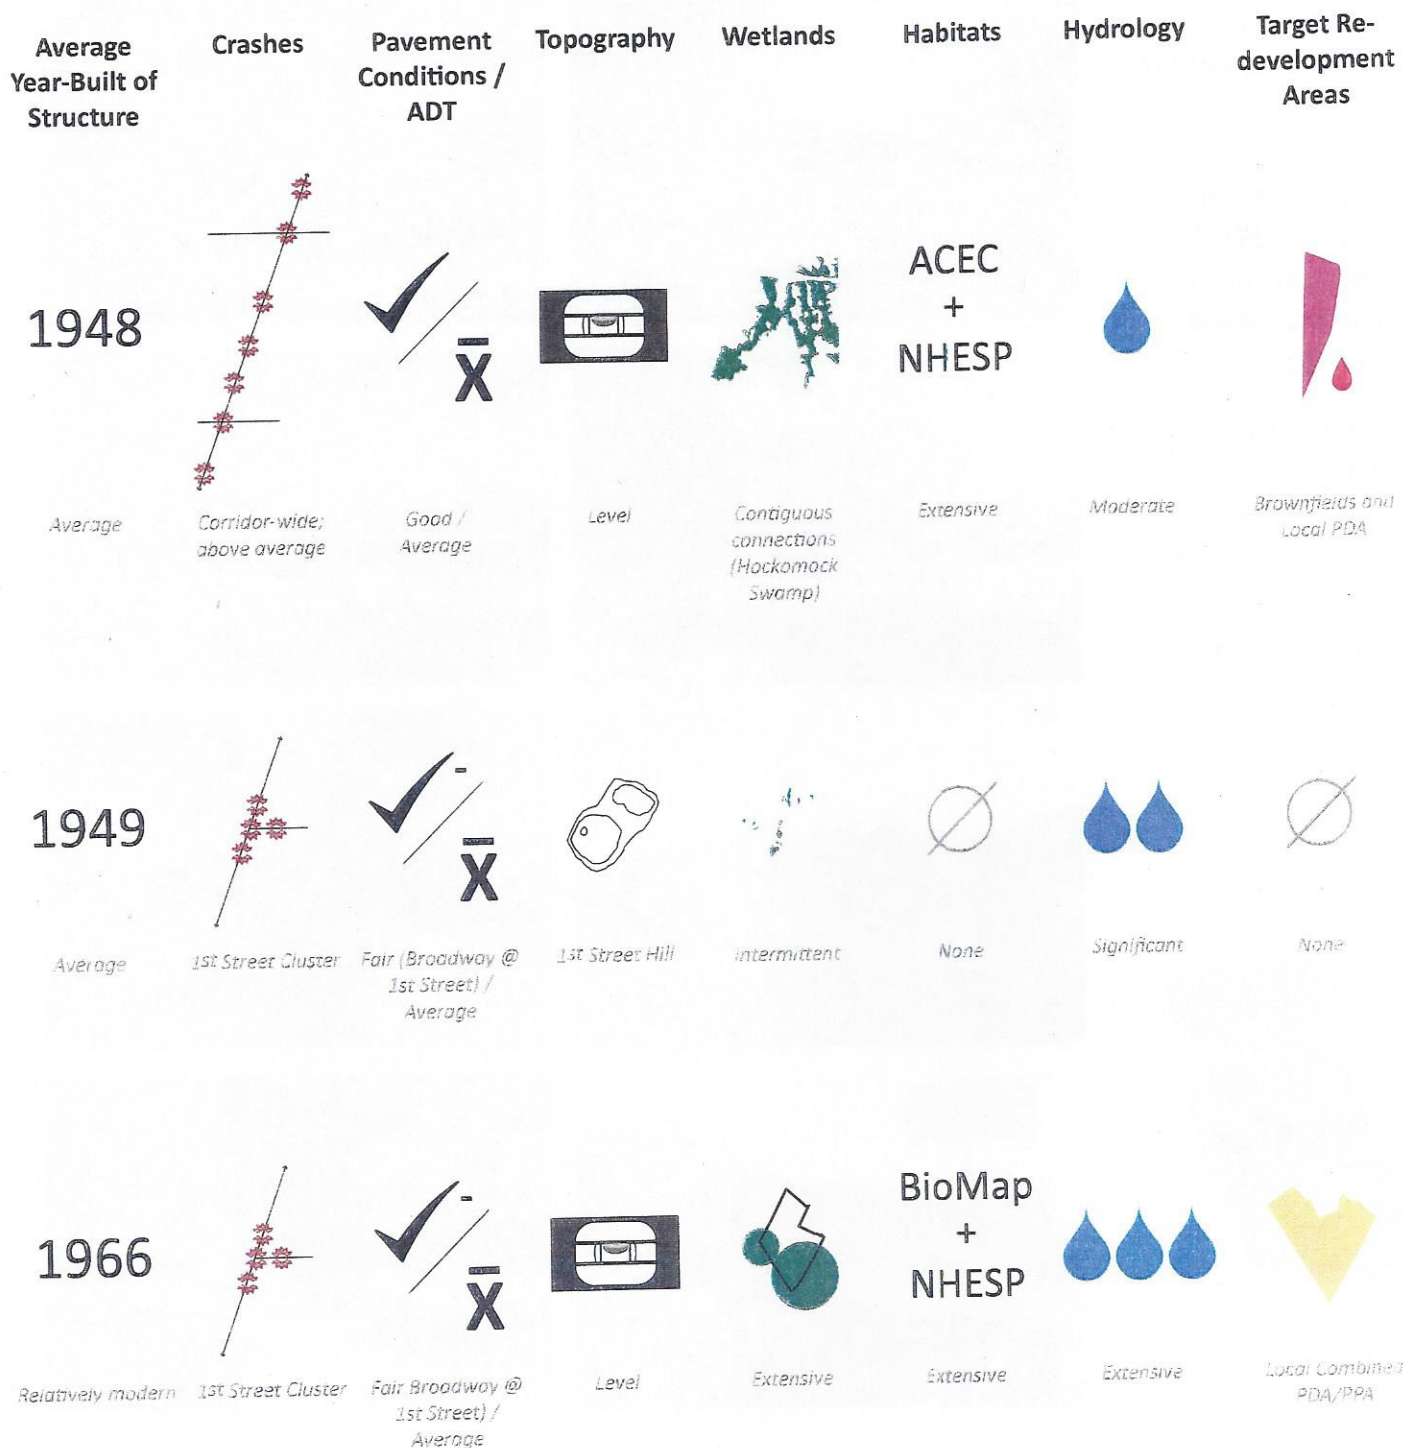 Average
Year-Built of
Structure
Crashes
Pavement
Conditions /
ADT
Topography
Wetlands
Habitats
Hydrology
Target Re-
development
Areas
1948
X
ACEC
+
NHESP
Average
Corridor-wide;
above average
Good /
Average
Level
Contiguous
connections
(Hockomock
Swamp)
Extensive
Moderate
Brownfields and
Local PDA
1949
-
X
Average
1st Street Cluster
Fair (Broadway @
1st Street) /
Average
1st Street Hill
Intermittent
None
Significant
None
1966
-
X
BioMap
+
NHESP
Relatively modern
1st Street Cluster
Fair Broadway @
1st Street) /
Average
Level
Extensive
Extensive
Extensive
Local Combined
PDA/PPA